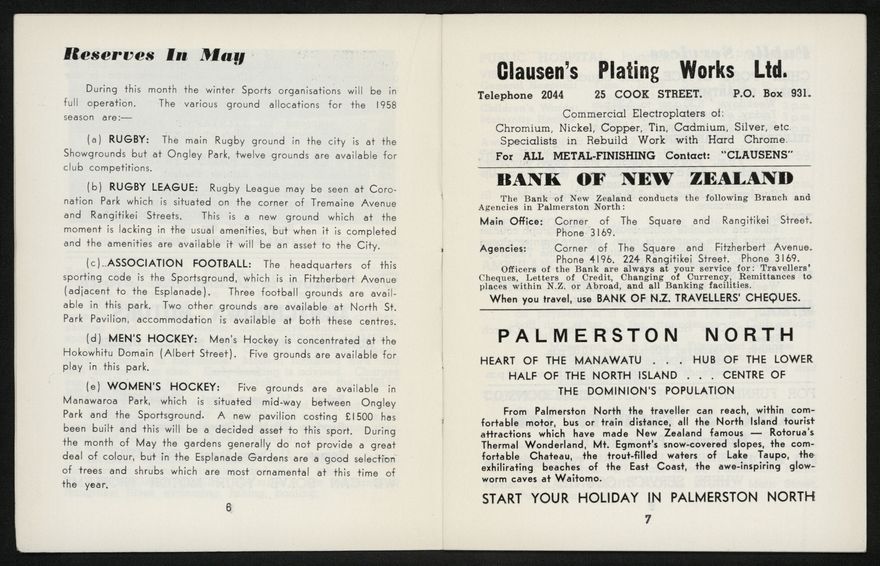 Reserves In May
During this month the winter Sports organisations will be in
full operation. The various ground allocations for the 1958
season are:—
(a) RUGBY: The main Rugby ground in the city is at the
Showgrounds but at Ongley Park, twelve grounds are available for
club competitions.
(b) RUGBY LEAGUE: Rugby League may be seen at Coro-
nation Park which is situated on the corner of Tremaine Avenue
and Rangitikei Streets. This is a new ground which at the
moment is lacking in the usual amenities, but when it is completed
and the amenities are available it will be an asset to the City.
(c)..ASSOCIATION FOOTBALL: The headquarters of this
sporting code is the Sportsground, which is in Fitzherbert Avenue
(adjacent to the Esplanade). Three football grounds are avail-
able in this park. Two other grounds are available at North St.
Park Pavilion, accommodation is available at both these centres.
(d) MEN'S HOCKEY: Men's Hockey is concentrated at the
Hokowhitu Domain (Albert Street). Five grounds are available for
play in this park.
(e) WOMEN'S HOCKEY: Five grounds are available in
Manawaroa Park, which is situated mid-way between Ongley
Park and the Sportsground. A new pavilion costing £1500 has
been built and this will be a decided asset to this sport. During
the month of May the gardens generally do not provide a great
deal of colour, but in the Esplanade Gardens are a good selection
of trees and shrubs which are most ornamental at this time of
the year.
6
Clausen's Plating Works Ltd.
Telephone 2044 25 COOK STREET. P.O. Box 931.
Commercial Electroplaters of:
Chromium, Nickel, Copper, Tin, Cadmium, Silver, etc.
Specialists in Rebuild Work with Hard Chrome.
For ALL METAL-FINISHING Contact: "CLAUSENS"
BANK OF NEW ZEALAND
The Bank of New Zealand conducts the following Branch and
Agencies in Palmerston North:
Main Office: Corner of The Square and Rangitikei Street.
Phone 3169.
Agencies: Corner of The Square and Fitzherbert Avenue.
Phone 4196. 224 Rangitikei Street. Phone 3169.
Officers of the Bank are always at your service for: Travellers'
Cheques, Letters of Credit, Changing of Currency, Remittances to
places within N.Z. or Abroad, and all Banking facilities.
When you travel, use BANK OF N.Z. TRAVELLERS' CHEQUES.
PALMERSTON NORTH
HEART OF THE MANAWATU . . . HUB OF THE LOWER
HALF OF THE NORTH ISLAND . . . CENTRE OF
THE DOMINION'S POPULATION
From Palmerston North the traveller can reach, within com-
fortable motor, bus or train distance, all the North Island tourist
attractions which have made New Zealand famous — Rotorua's
Thermal Wonderland, Mt. Egmont's snow-covered slopes, the com-
fortable Chateau, the trout-filled waters of Lake Taupo, the
exhilirating beaches of the East Coast, the awe-inspiring glow-
worm caves at Waitomo.
START YOUR HOLIDAY IN PALMERSTON NORTH
7